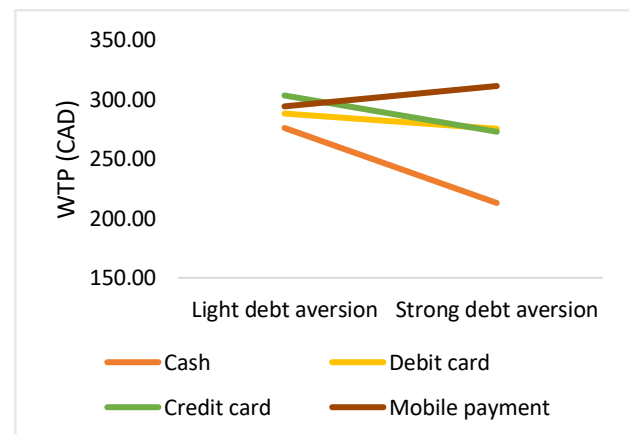 350.00
300.00
250.00
200.00
150.00
WTP (CAD)
Light debt aversion Strong debt aversion
Cash Debit card
Credit card Mobile payment